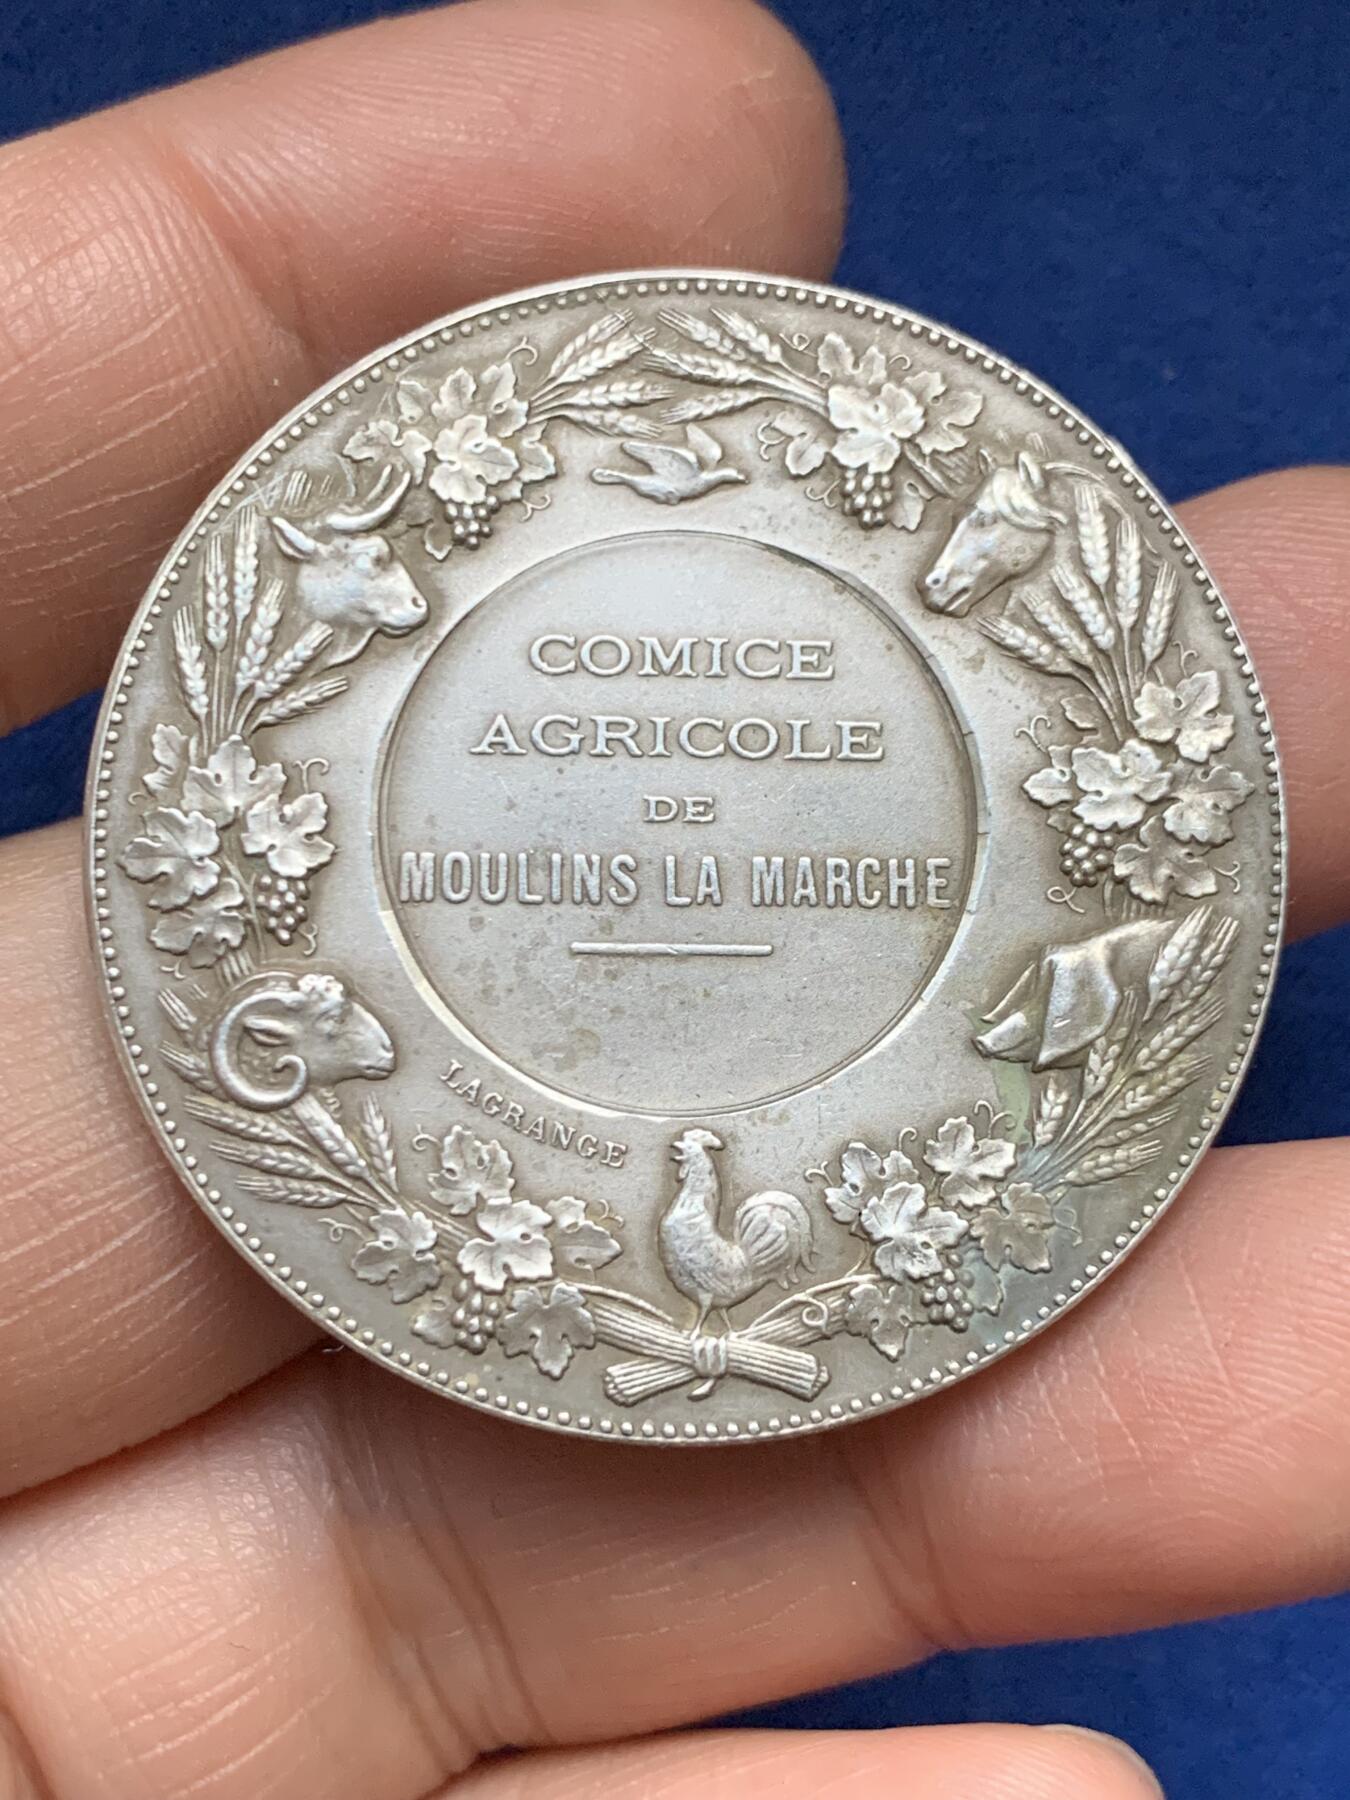 COMICE
AGRICOLE
DE
MOULINS LA MARCHE
LAGRANGE